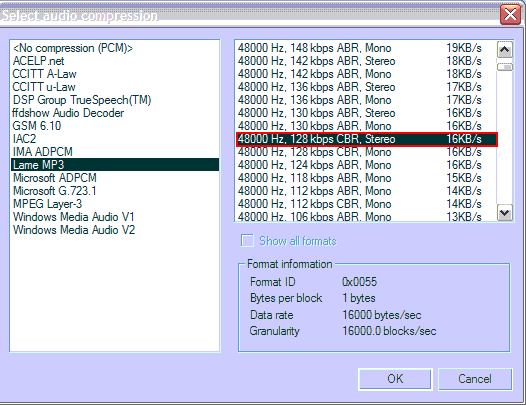 Select audio compression
<No compression (PCM)>
ACELP.net
CCITT A-Law
CCITT u-Law
DSP Group TrueSpeech(TM)
ffdshow Audio Decoder
GSM 6.10
IAC2
IMA ADPCM
Lame MP3
Microsoft ADPCM
Microsoft G.723.1
MPEG Layer-3
Windows Media Audio V1
Windows Media Audio V2
48000 Hz, 148 kbps ABR, Mono 19KB/s
48000 Hz, 142 kbps ABR, Stereo 18KB/s
48000 Hz, 142 kbps ABR, Mono 18KB/s
48000 Hz, 136 kbps ABR, Stereo 17KB/s
48000 Hz, 136 kbps ABR, Mono 17KB/s
48000 Hz, 130 kbps ABR, Stereo 16KB/s
48000 Hz, 130 kbps ABR, Mono 16KB/s
48000 Hz, 128 kbps CBR, Stereo 16KB/s
48000 Hz, 128 kbps CBR, Mono 16KB/s
48000 Hz, 124 kbps ABR, Mono 16KB/s
48000 Hz, 118 kbps ABR, Mono 15KB/s
48000 Hz, 112 kbps ABR, Mono 14KB/s
48000 Hz, 112 kbps CBR, Mono 14KB/s
48000 Hz, 106 kbps ABR, Mono 13KB/s
Show all formats
Format information
Format ID 0x0055
Bytes per block 1 bytes
Data rate 16000 bytes/sec
Granularity 16000.0 blocks/sec
OK
Cancel